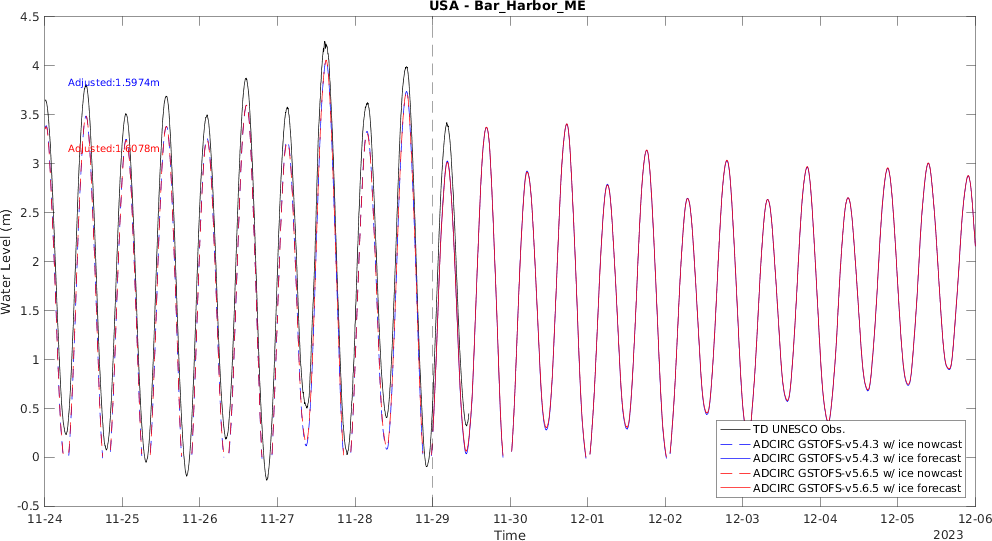 USA - Bar_Harbor_ME
4.5
4
3.5
3
2.5
2
1.5
1
0.5
0
-0.5
Water Level (m)
Adjusted:1.5974m
Adjusted:1.6078m
TD UNESCO Obs.
ADCIRC GSTOFS-v5.4.3 w/ ice nowcast
ADCIRC GSTOFS-v5.4.3 w/ ice forecast
ADCIRC GSTOFS-v5.6.5 w/ ice nowcast
ADCIRC GSTOFS-v5.6.5 w/ ice forecast
11-24 11-25 11-26 11-27 11-28 11-29 11-30 12-01 12-02 12-03 12-04 12-05 12-06
Time
2023